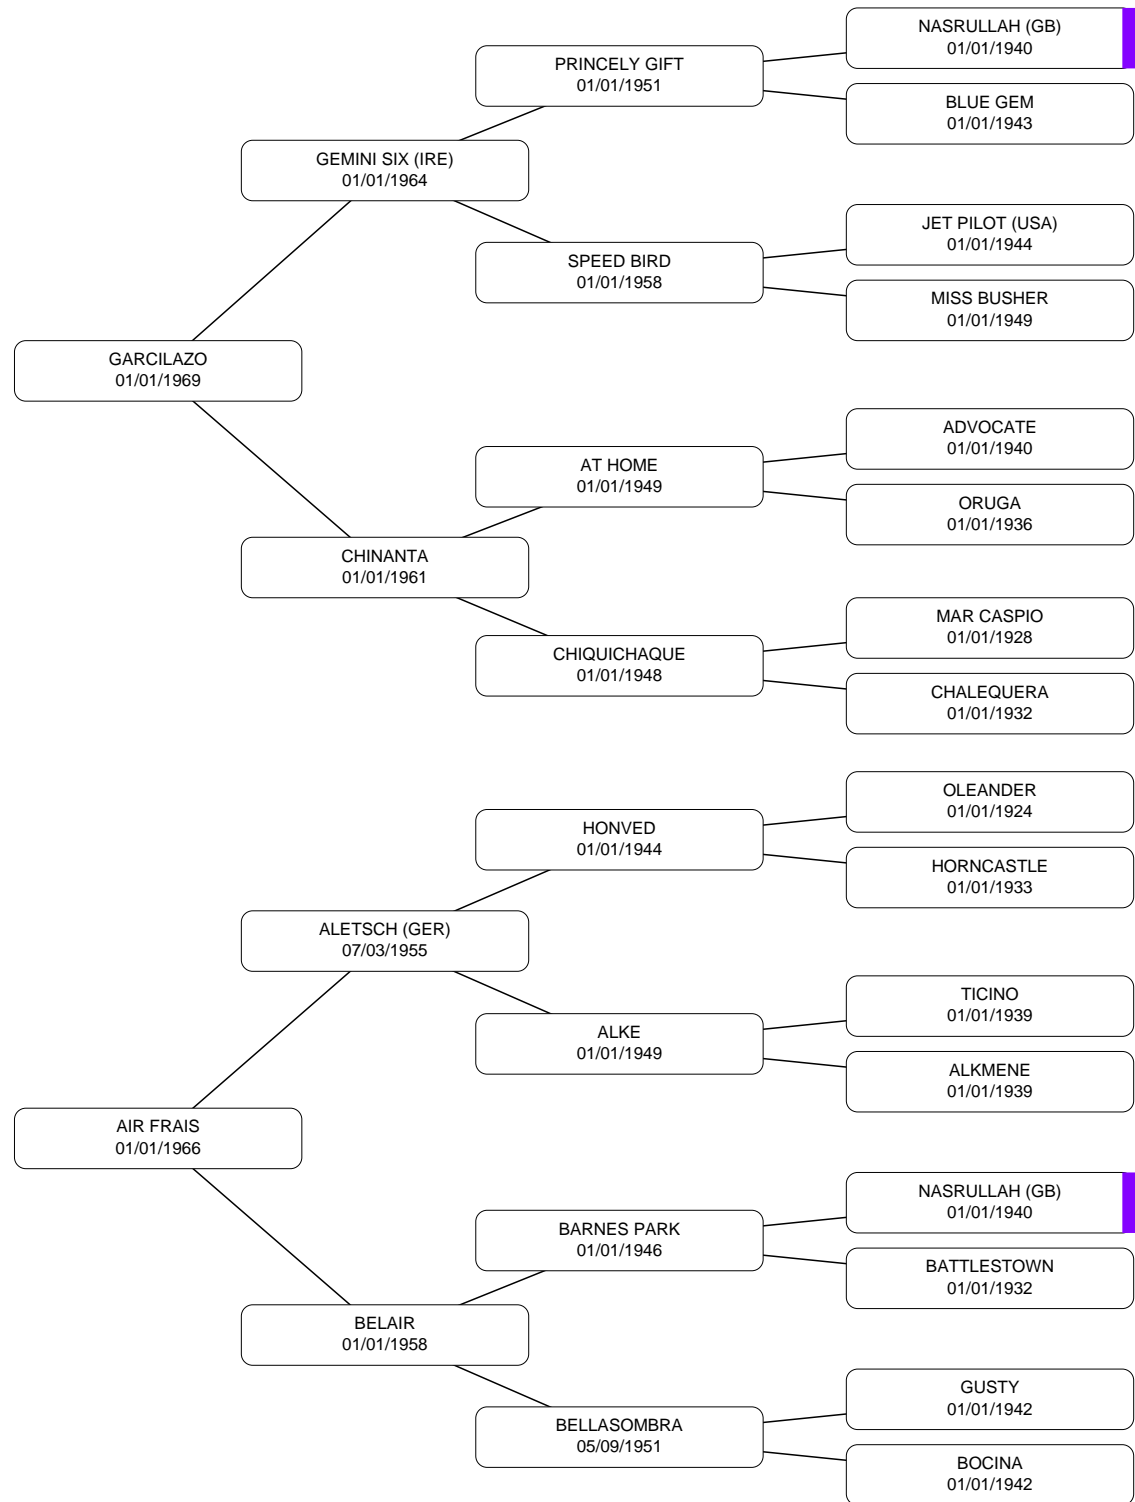 NASRULLAH (GB)
01/01/1940
PRINCELY GIFT
01/01/1951
BLUE GEM
01/01/1943
GEMINI SIX (IRE)
01/01/1964
JET PILOT (USA)
01/01/1944
SPEED BIRD
01/01/1958
MISS BUSHER
01/01/1949
GARCILAZO
01/01/1969
ADVOCATE
01/01/1940
AT HOME
01/01/1949
ORUGA
01/01/1936
CHINANTA
01/01/1961
MAR CASPIO
01/01/1928
CHIQUICHAQUE
01/01/1948
CHALEQUERA
01/01/1932
OLEANDER
01/01/1924
HONVED
01/01/1944
HORNCASTLE
01/01/1933
ALETSCH (GER)
07/03/1955
TICINO
01/01/1939
ALKE
01/01/1949
ALKMENE
01/01/1939
AIR FRAIS
01/01/1966
NASRULLAH (GB)
01/01/1940
BARNES PARK
01/01/1946
BATTLESTOWN
01/01/1932
BELAIR
01/01/1958
GUSTY
01/01/1942
BELLASOMBRA
05/09/1951
BOCINA
01/01/1942